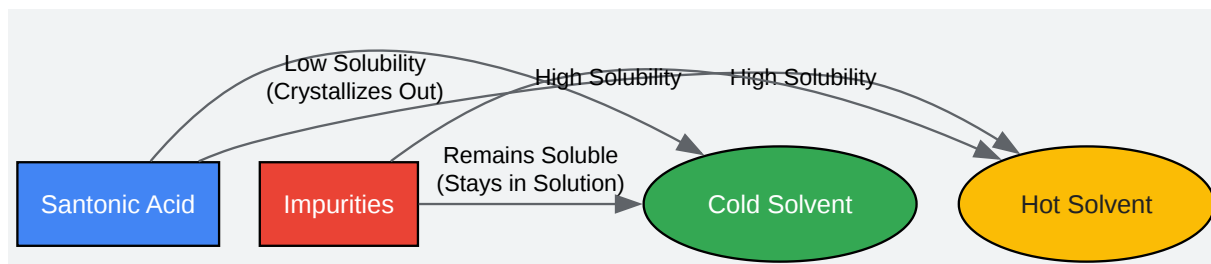 Low Solubility
(Crystallizes Out)
High Solubility
High Solubility
Remains Soluble
(Stays in Solution)
Santonic Acid
Impurities
Cold Solvent
Hot Solvent